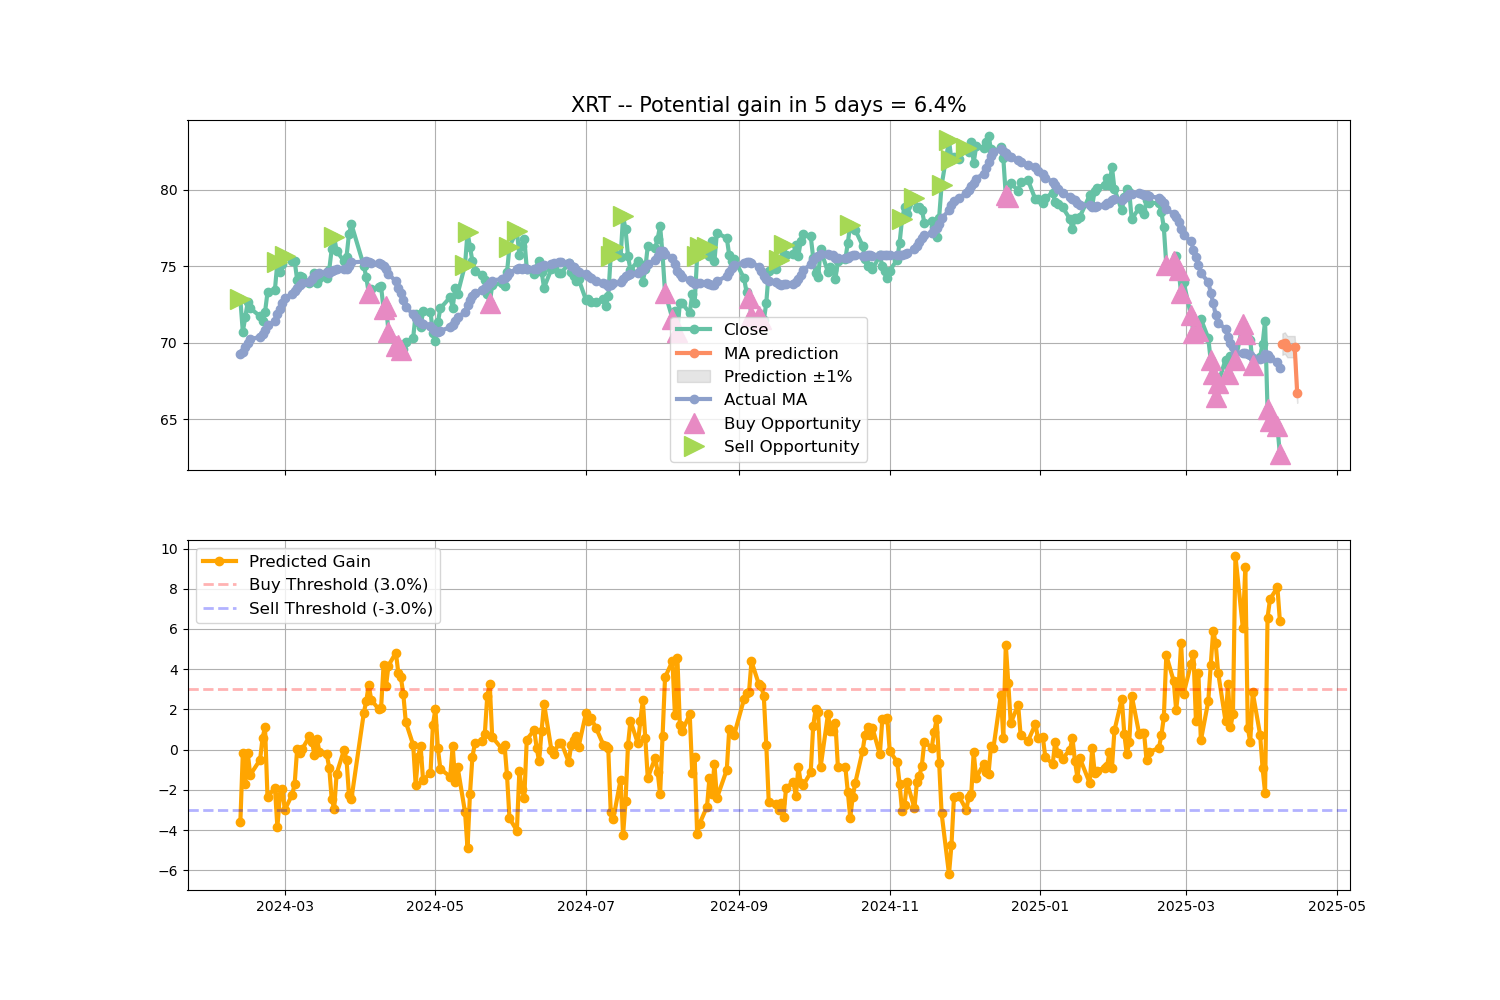 XRT -- Potential gain in 5 days = 6.4%
80
75
70
65
Close
MA prediction
Prediction ±1%
Actual MA
Buy Opportunity
Sell Opportunity
10
8
6
4
2
0
−2
−4
−6
Predicted Gain
Buy Threshold (3.0%)
Sell Threshold (-3.0%)
2024-03 2024-05 2024-07 2024-09 2024-11 2025-01 2025-03 2025-05